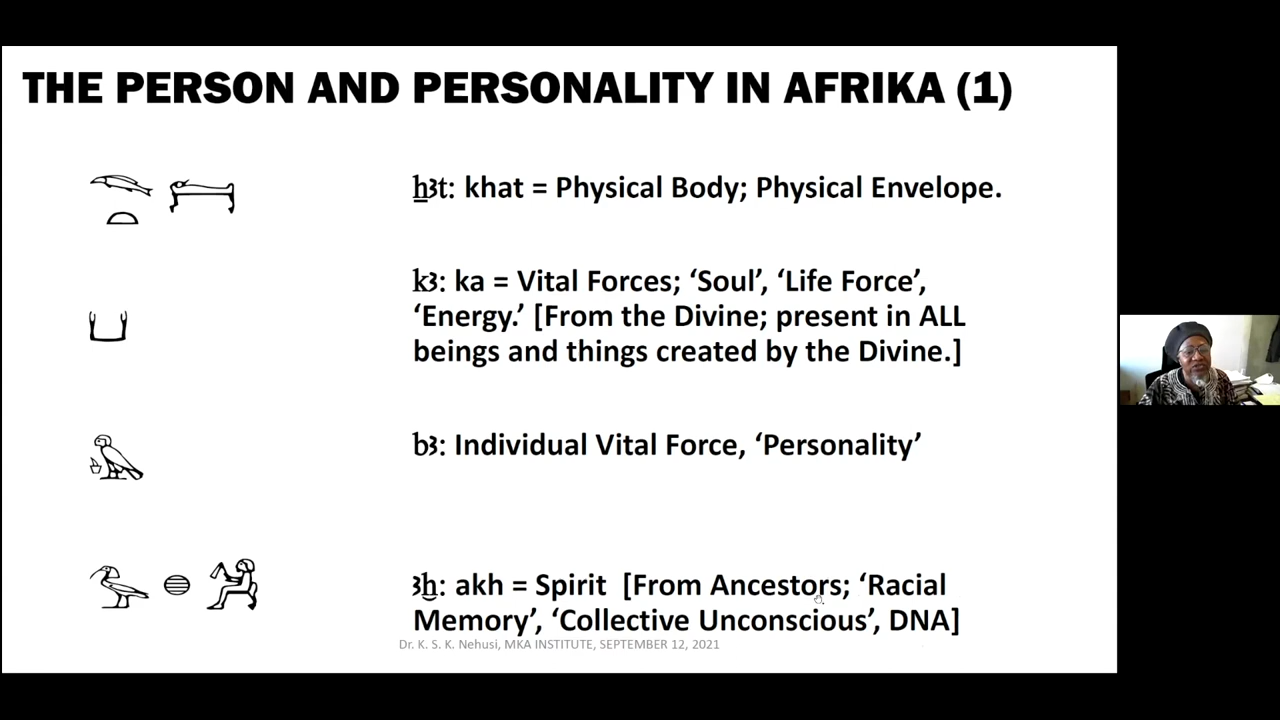 THE PERSON AND PERSONALITY IN AFRIKA (1)
ẖꜣt: khat = Physical Body; Physical Envelope.
kꜣ: ka = Vital Forces; ‘Soul’, ‘Life Force’,
‘Energy.’ [From the Divine; present in ALL
beings and things created by the Divine.]
bꜣ: Individual Vital Force, ‘Personality’
ꜣḫ: akh = Spirit [From Ancestors; ‘Racial
Memory’, ‘Collective Unconscious’, DNA]
Dr. K. S. K. Nehusi, MKA INSTITUTE, SEPTEMBER 12, 2021